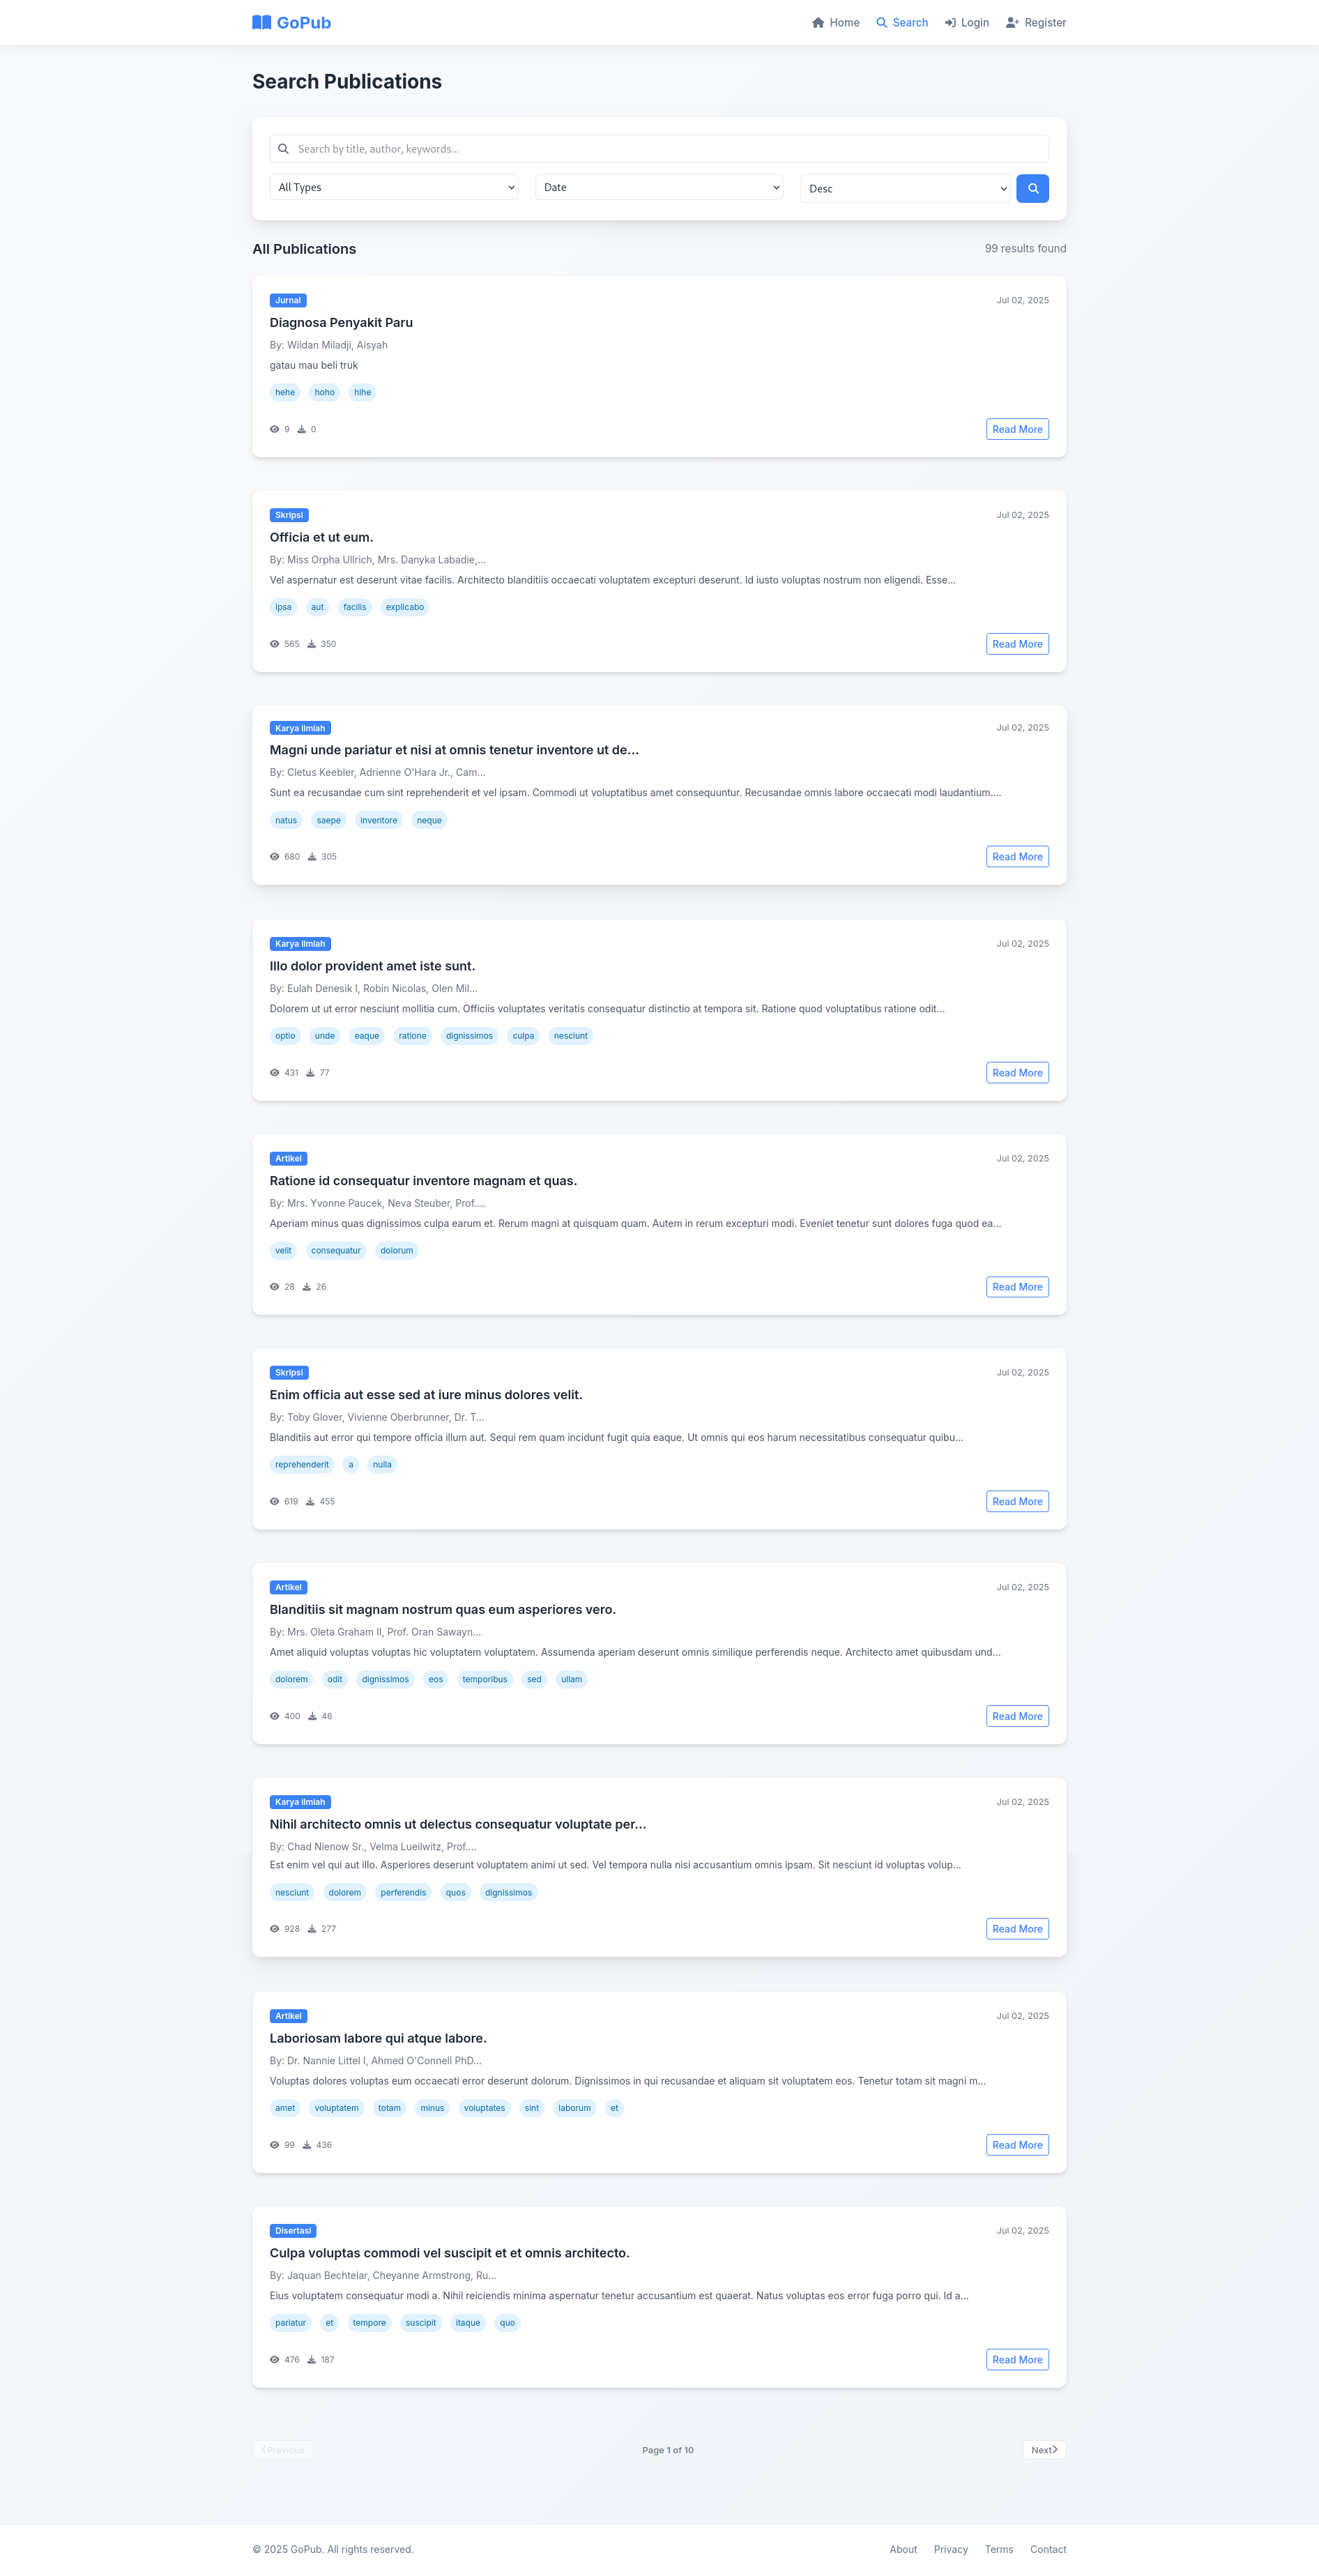 GoPub
Home Search Login Register
Search Publications
Search by title, author, keywords...
All Types Date Desc
All Publications 99 results found
Jurnal Jul 02, 2025
Diagnosa Penyakit Paru
By: Wildan Miladji, Aisyah
gatau mau beli truk
hehe hoho hihe
9 0 Read More
Skripsi Jul 02, 2025
Officia et ut eum.
By: Miss Orpha Ullrich, Mrs. Danyka Labadie,...
Vel aspernatur est deserunt vitae facilis. Architecto blanditiis occaecati voluptatem excepturi deserunt. Id iusto voluptas nostrum non eligendi. Esse...
ipsa aut facilis explicabo
565 350 Read More
Karya ilmiah Jul 02, 2025
Magni unde pariatur et nisi at omnis tenetur inventore ut de...
By: Cletus Keebler, Adrienne O'Hara Jr., Cam...
Sunt ea recusandae cum sint reprehenderit et vel ipsam. Commodi ut voluptatibus amet consequuntur. Recusandae omnis labore occaecati modi laudantium....
natus saepe inventore neque
680 305 Read More
Karya ilmiah Jul 02, 2025
Illo dolor provident amet iste sunt.
By: Eulah Denesik I, Robin Nicolas, Olen Mil...
Dolorem ut ut error nesciunt mollitia cum. Officiis voluptates veritatis consequatur distinctio at tempora sit. Ratione quod voluptatibus ratione odit...
optio unde eaque ratione dignissimos culpa nesciunt
431 77 Read More
Artikel Jul 02, 2025
Ratione id consequatur inventore magnam et quas.
By: Mrs. Yvonne Paucek, Neva Steuber, Prof....
Aperiam minus quas dignissimos culpa earum et. Rerum magni at quisquam quam. Autem in rerum excepturi modi. Eveniet tenetur sunt dolores fuga quod ea...
velit consequatur dolorum
28 26 Read More
Skripsi Jul 02, 2025
Enim officia aut esse sed at iure minus dolores velit.
By: Toby Glover, Vivienne Oberbrunner, Dr. T...
Blanditiis aut error qui tempore officia illum aut. Sequi rem quam incidunt fugit quia eaque. Ut omnis qui eos harum necessitatibus consequatur quibu...
reprehenderit a nulla
619 455 Read More
Artikel Jul 02, 2025
Blanditiis sit magnam nostrum quas eum asperiores vero.
By: Mrs. Oleta Graham II, Prof. Oran Sawayn...
Amet aliquid voluptas voluptas hic voluptatem voluptatem. Assumenda aperiam deserunt omnis similique perferendis neque. Architecto amet quibusdam und...
dolorem odit dignissimos eos temporibus sed ullam
400 46 Read More
Karya ilmiah Jul 02, 2025
Nihil architecto omnis ut delectus consequatur voluptate per...
By: Chad Nienow Sr., Velma Lueilwitz, Prof....
Est enim vel qui aut illo. Asperiores deserunt voluptatem animi ut sed. Vel tempora nulla nisi accusantium omnis ipsam. Sit nesciunt id voluptas volup...
nesciunt dolorem perferendis quos dignissimos
928 277 Read More
Artikel Jul 02, 2025
Laboriosam labore qui atque labore.
By: Dr. Nannie Littel I, Ahmed O'Connell PhD...
Voluptas dolores voluptas eum occaecati error deserunt dolorum. Dignissimos in qui recusandae et aliquam sit voluptatem eos. Tenetur totam sit magni m...
amet voluptatem totam minus voluptates sint laborum et
99 436 Read More
Disertasi Jul 02, 2025
Culpa voluptas commodi vel suscipit et et omnis architecto.
By: Jaquan Bechtelar, Cheyanne Armstrong, Ru...
Eius voluptatem consequatur modi a. Nihil reiciendis minima aspernatur tenetur accusantium est quaerat. Natus voluptas eos error fuga porro qui. Id a...
pariatur et tempore suscipit itaque quo
476 187 Read More
Previous Page 1 of 10 Next
© 2025 GoPub. All rights reserved. About Privacy Terms Contact